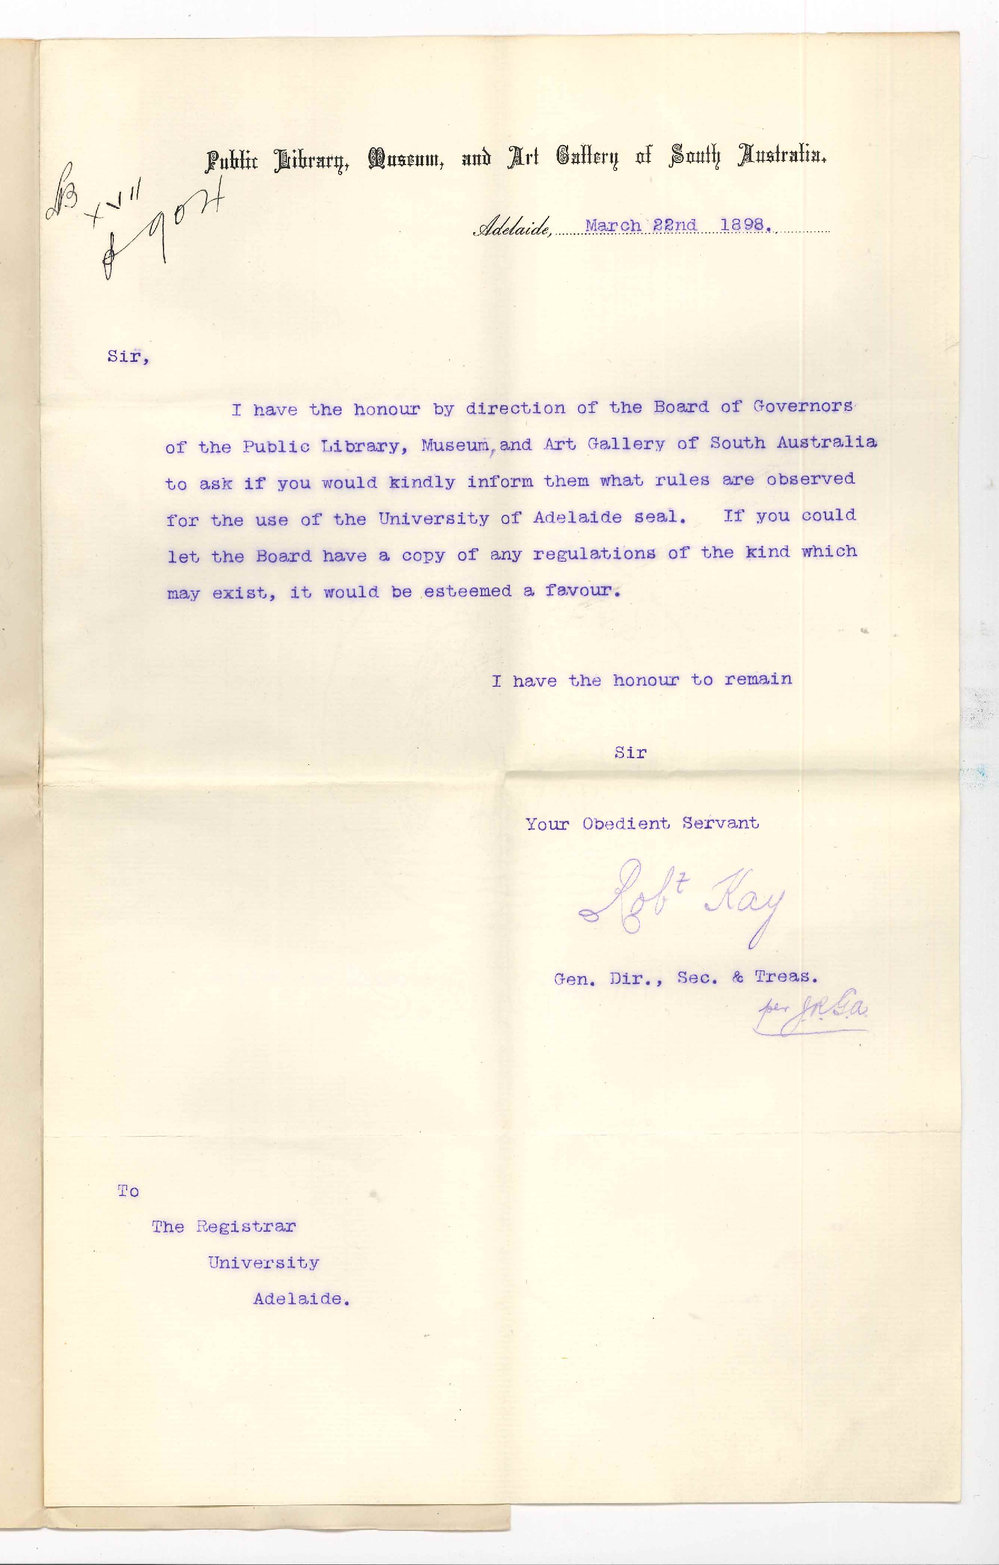 Public Library, Museum, and Art Gallery of South Australia.
LB
XVII
p 904
Adelaide, March 22nd 1898.
Sir,
I have the honour by direction of the Board of Governors
of the Public Library, Museum, and Art Gallery of South Australia
to ask if you would kindly inform them what rules are observed
for the use of the University of Adelaide seal. If you could
let the Board have a copy of any regulations of the kind which
may exist, it would be esteemed a favour.
I have the honour to remain
Sir
Your Obedient Servant
Robt Kay
Gen. Dir., Sec. & Treas.
per J.R.G.a.
To
The Registrar
University
Adelaide.